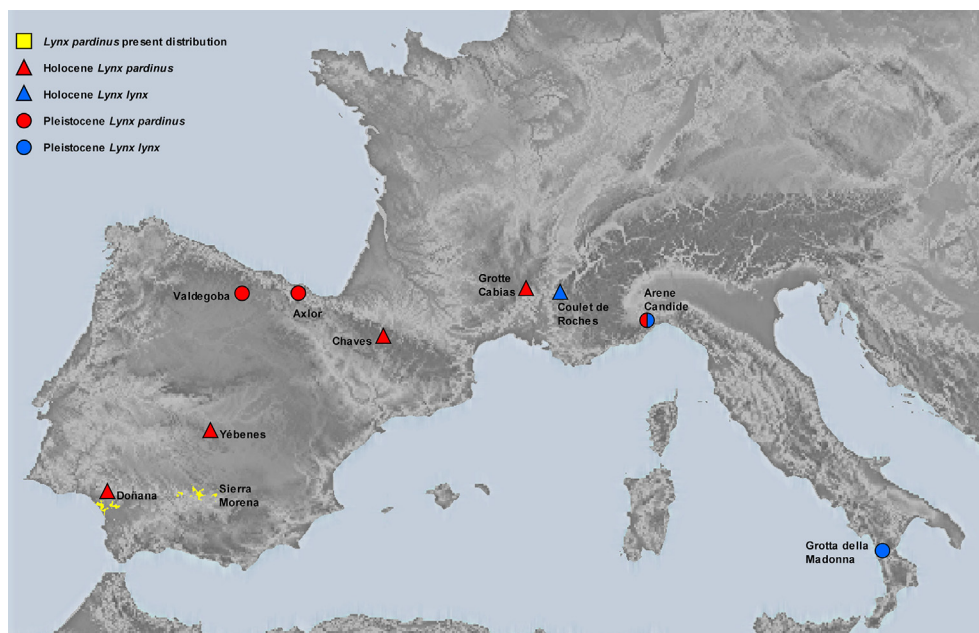 Lynx pardinus present distribution
Holocene Lynx pardinus
Holocene Lynx lynx
Pleistocene Lynx pardinus
Pleistocene Lynx lynx
Grotte
Cabias
Coulet de
Roches
Arene
Candide
Valdegoba
Axlor
Chaves
Yébenes
Doñana
Sierra
Morena
Grotta della
Madonna